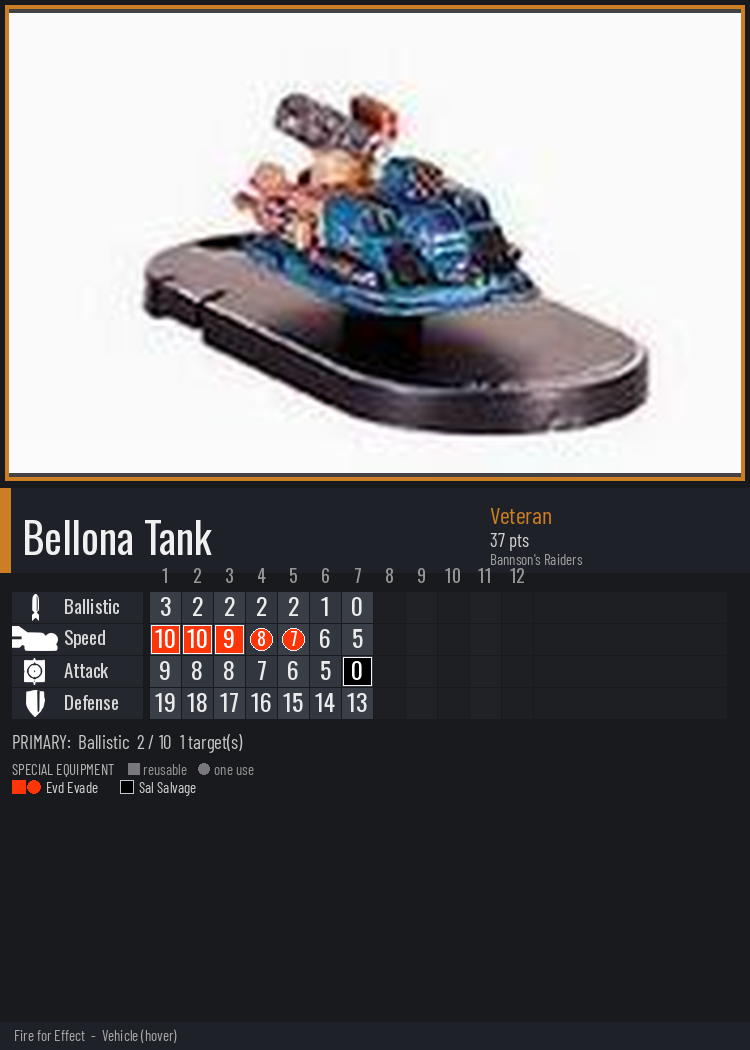 Bellona Tank
Veteran
37 pts
Bannson's Raiders
1 2 3 4 5 6 7 8 9 10 11 12
Ballistic 3 2 2 2 2 1 0
Speed 10 10 9 8 7 6 5
Attack 9 8 8 7 6 5 0
Defense 19 18 17 16 15 14 13
PRIMARY: Ballistic 2 / 10 1 target(s)
SPECIAL EQUIPMENT reusable one use
Evd Evade Sal Salvage
Fire for Effect - Vehicle (hover)